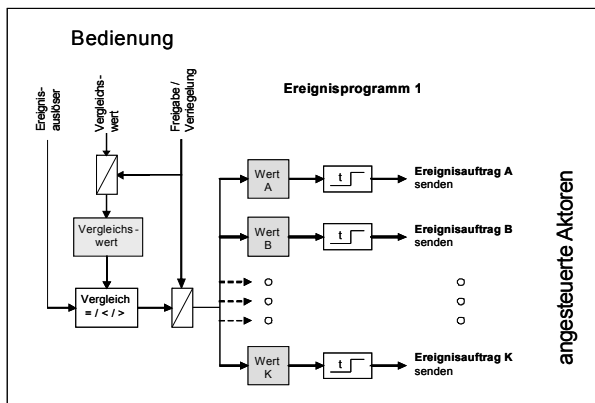 Bedienung
Ereignis-
auslöser
Vergleichs-
wert
Freigabe /
Verriegelung
Ereignisprogramm 1
Wert
A
t
Ereignisauftrag A
senden
Wert
B
t
Ereignisauftrag B
senden
Vergleichs-
wert
Vergleich
= / < / >
Wert
K
t
Ereignisauftrag K
senden
angesteuerte Aktoren